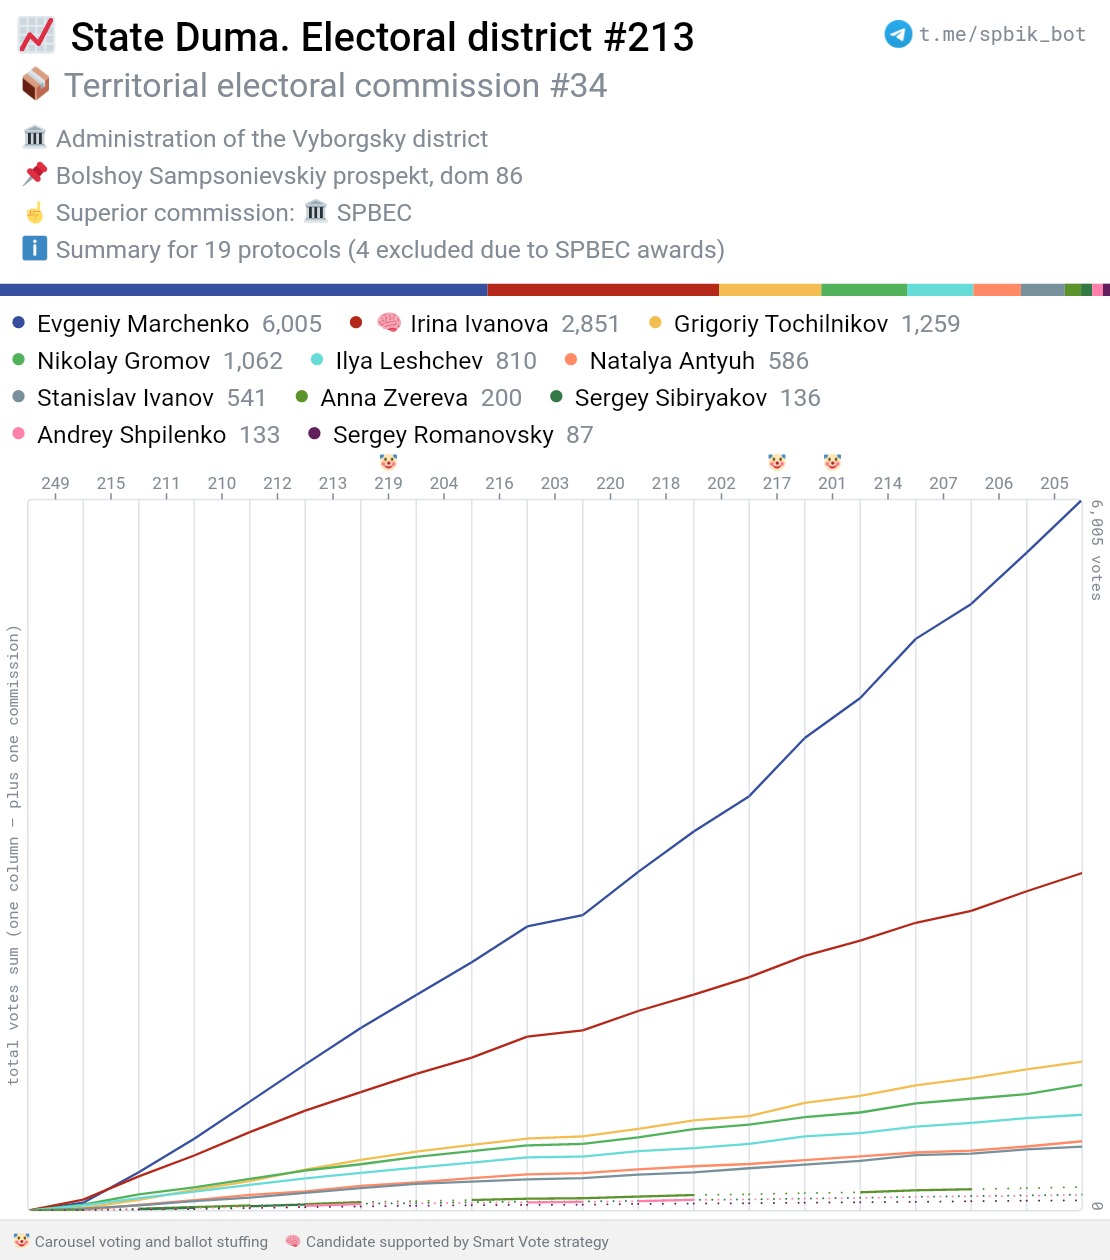 State Duma. Electoral district #213
t.me/spbik_bot
Territorial electoral commission #34
Administration of the Vyborgsky district
Bolshoy Sampsonievskiy prospekt, dom 86
Superior commission: SPBEC
Summary for 19 protocols (4 excluded due to SPBEC awards)
Evgeniy Marchenko 6,005 Irina Ivanova 2,851 Grigoriy Tochilnikov 1,259
Nikolay Gromov 1,062 Ilya Leshchev 810 Natalya Antyuh 586
Stanislav Ivanov 541 Anna Zvereva 200 Sergey Sibiryakov 136
Andrey Shpilenko 133 Sergey Romanovsky 87
249 215 211 210 212 213 219 204 216 203 220 218 202 217 201 214 207 206 205
6,005 votes
total votes sum (one column — plus one commission)
0
Carousel voting and ballot stuffing Candidate supported by Smart Vote strategy